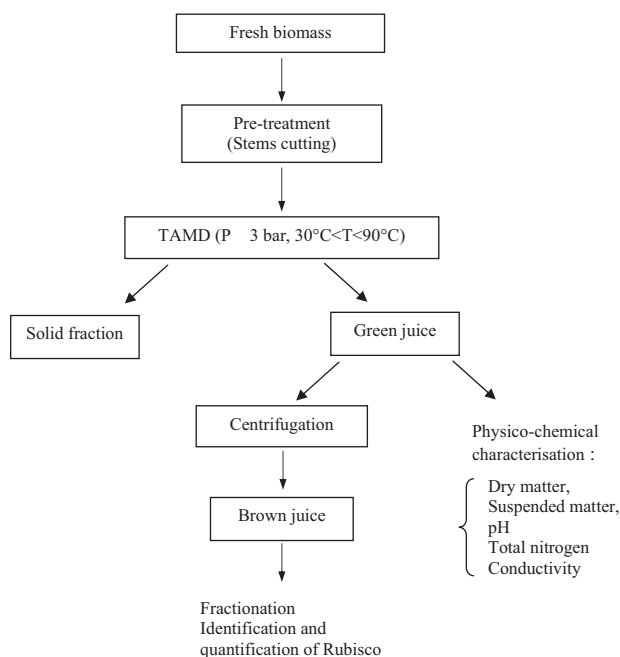 Fresh biomass
Pre-treatment
(Stems cutting)
TAMD (P 3 bar, 30°C<T<90°C)
Solid fraction
Green juice
Centrifugation
Physico-chemical
characterisation :
Dry matter,
Suspended matter,
pH
Total nitrogen
Conductivity
Brown juice
Fractionation
Identification and
quantification of Rubisco